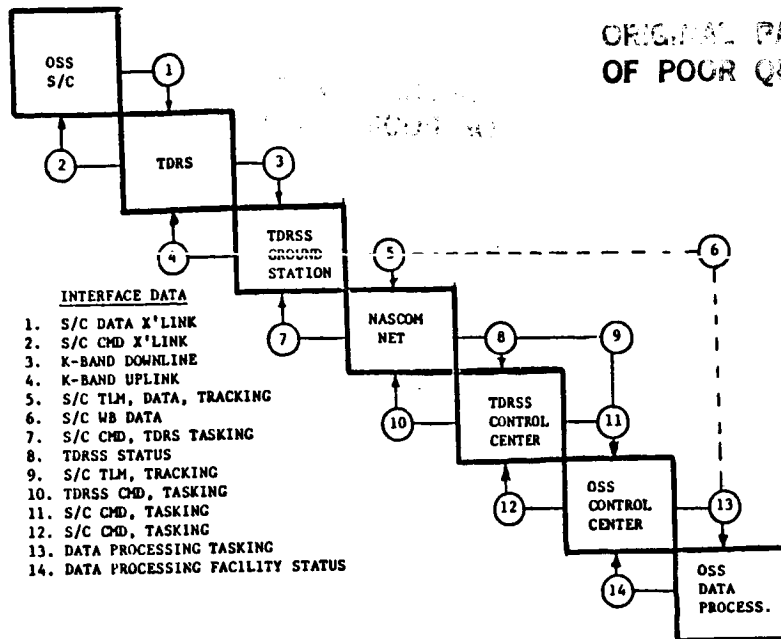 ORIGINAL PA
OF POOR QU
OSS
S/C
1
TDRS
2
3
TDRSS
GROUND
STATION
4
5
6
NASCOM
NET
7
8
9
TDRSS
CONTROL
CENTER
10
11
OSS
CONTROL
CENTER
12
13
OSS
DATA
PROCESS.
14
INTERFACE DATA
1. S/C DATA X'LINK
2. S/C CMD X'LINK
3. K-BAND DOWNLINE
4. K-BAND UPLINK
5. S/C TLM, DATA, TRACKING
6. S/C WB DATA
7. S/C CMD, TDRS TASKING
8. TDRSS STATUS
9. S/C TLM, TRACKING
10. TDRSS CMD, TASKING
11. S/C CMD, TASKING
12. S/C CMD, TASKING
13. DATA PROCESSING TASKING
14. DATA PROCESSING FACILITY STATUS